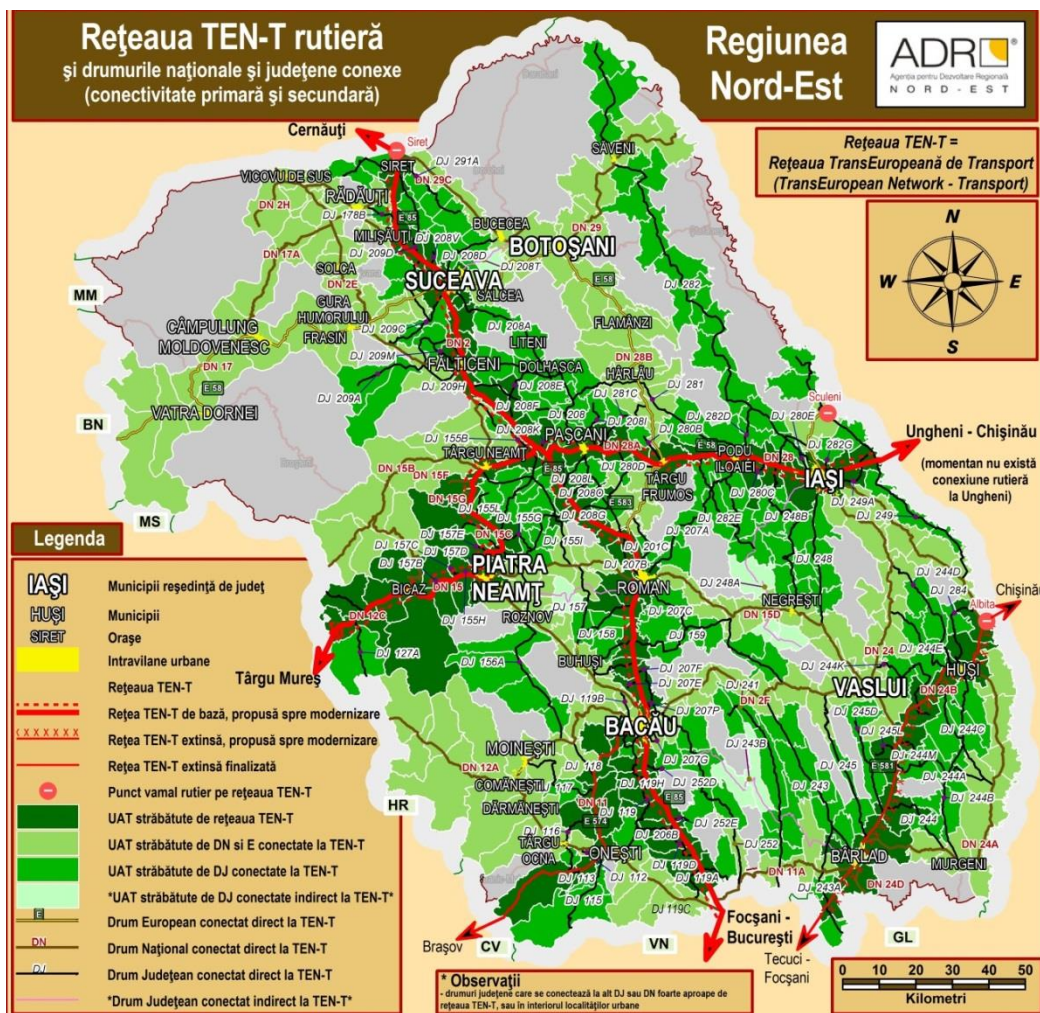 Reţeaua TEN-T rutieră
şi drumurile naţionale şi judeţene conexe
(conectivitate primară şi secundară)
Regiunea
Nord-Est
ADR
Agenţia pentru Dezvoltare Regională
NORD-EST
Reţeaua TEN-T =
Reţeaua TransEuropeană de Transport
(TransEuropean Network - Transport)
N
W
E
S
Cernăuţi
Siret
SIRET
DJ 291A
DN 29C
SĂVENI
VICOVU DE SUS
RĂDĂUŢI
DN 2H
DJ 178B
E 85
BUCECEA
DN 29
MILIŞĂUŢI
DJ 208V
BOTOŞANI
DJ 209D
DJ 208D
DJ 208T
DN 17A
SOLCA
DN 2E
SUCEAVA
SALCEA
E 58
DJ 282
MM
GURA
HUMORULUI
FRASIN
CÂMPULUNG
MOLDOVENESC
DJ 209C
DJ 208A
LITENI
FLAMÂNZI
DN 2
DJ 209M
FĂLTICENI
DOLHASCA
DN 28B
HÂRLĂU
DN 17
E 58
DJ 209A
DJ 209H
DJ 208E
DJ 281
VATRA DORNEI
DJ 208F
DJ 281C
BN
DJ 208
DJ 208I
DJ 282D
DJ 280E
Sculeni
DJ 208K
DJ 280B
DJ 282G
DJ 155B
PAŞCANI
DN 28A
E 58
PODU
ILOAIEI
DN 28
Ungheni - Chişinău
(momentan nu există
conexiune rutieră
la Ungheni)
TÂRGU NEAMŢ
DN 15B
DN 15F
E 85
DJ 280D
TÂRGU
FRUMOS
IAŞI
DJ 208L
DJ 208O
E 583
DJ 280C
DN 15G
DJ 155L
DJ 208G
DJ 282E
DJ 248B
DJ 249A
DJ 249
MS
DJ 155G
DJ 207A
DJ 157E
DN 15C
DJ 155I
DJ 201C
DJ 157C
DJ 157D
DJ 248
DJ 157B
PIATRA
NEAMŢ
DJ 207B
ROMAN
DJ 248A
DJ 244D
BICAZ
DN 15
NEGREŞTI
DJ 284
Chişinău
Albita
DN 12C
ROZNOV
DJ 157
DJ 207C
DN 15D
DJ 155H
DJ 158
DJ 159
DN 24
DJ 244E
DJ 127A
DJ 156A
BUHUŞI
DJ 207F
DJ 244K
HUŞI
Târgu Mureş
DJ 207E
DJ 241
DN 2F
VASLUI
DN 24B
DJ 119B
DJ 207P
DJ 245D
BACĂU
DJ 245L
DJ 244C
MOINEŞTI
DJ 243B
DJ 244M
DN 12A
DJ 118
DJ 207G
DJ 245
E 581
COMĂNEŞTI
DJ 117
DJ 119H
DJ 252D
DJ 243
DJ 244A
HR
DĂRMĂNEŞTI
DN 11
DJ 119
E 85
DJ 244B
E 574
DJ 244
DJ 116
TÂRGU
OCNA
DJ 206B
DJ 252E
DJ 252
BÂRLAD
DN 24A
ONEŞTI
DJ 119D
MURGENI
DJ 113
DJ 112
DJ 119A
DN 11A
DJ 243A
DN 24D
DJ 115
DJ 119C
Focşani -
Bucureşti
Braşov
CV
VN
GL
Tecuci -
Focşani
Legenda
IAŞI Municipii reşedinţă de judeţ
HUŞI Municipii
SIRET Oraşe
Intravilane urbane
Reţeaua TEN-T
Reţea TEN-T de bază, propusă spre modernizare
Reţea TEN-T extinsă, propusă spre modernizare
Reţea TEN-T extinsă finalizată
Punct vamal rutier pe reţeaua TEN-T
UAT străbătute de reţeaua TEN-T
UAT străbătute de DN si E conectate la TEN-T
UAT străbătute de DJ conectate la TEN-T
*UAT străbătute de DJ conectate indirect la TEN-T*
E Drum European conectat direct la TEN-T
DN Drum Naţional conectat direct la TEN-T
DJ Drum Judeţean conectat direct la TEN-T
*Drum Judeţean conectat indirect la TEN-T*
* Observaţii
- drumuri judeţene care se conectează la alt DJ sau DN foarte aproape de
reţeaua TEN-T, sau în interiorul localităţilor urbane
0 10 20 30 40 50
Kilometri